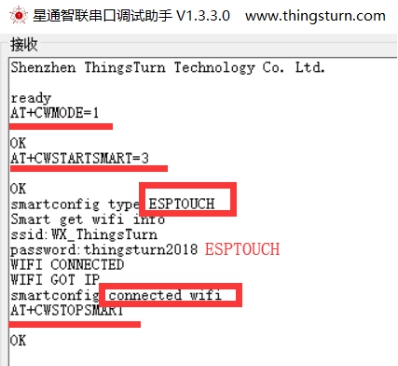 星通智联串口调试助手 V1.3.3.0 www.thingsturn.com
接收
Shenzhen ThingsTurn Technology Co. Ltd.
ready
AT+CWMODE=1
OK
AT+CWSTARTSMART=3
OK
smartconfig type:ESPTOUCH
Smart get wifi info
ssid:WX_ThingsTurn
password:thingsturn2018 ESPTOUCH
WIFI CONNECTED
WIFI GOT IP
smartconfig connected wifi
AT+CWSTOPSMART
OK